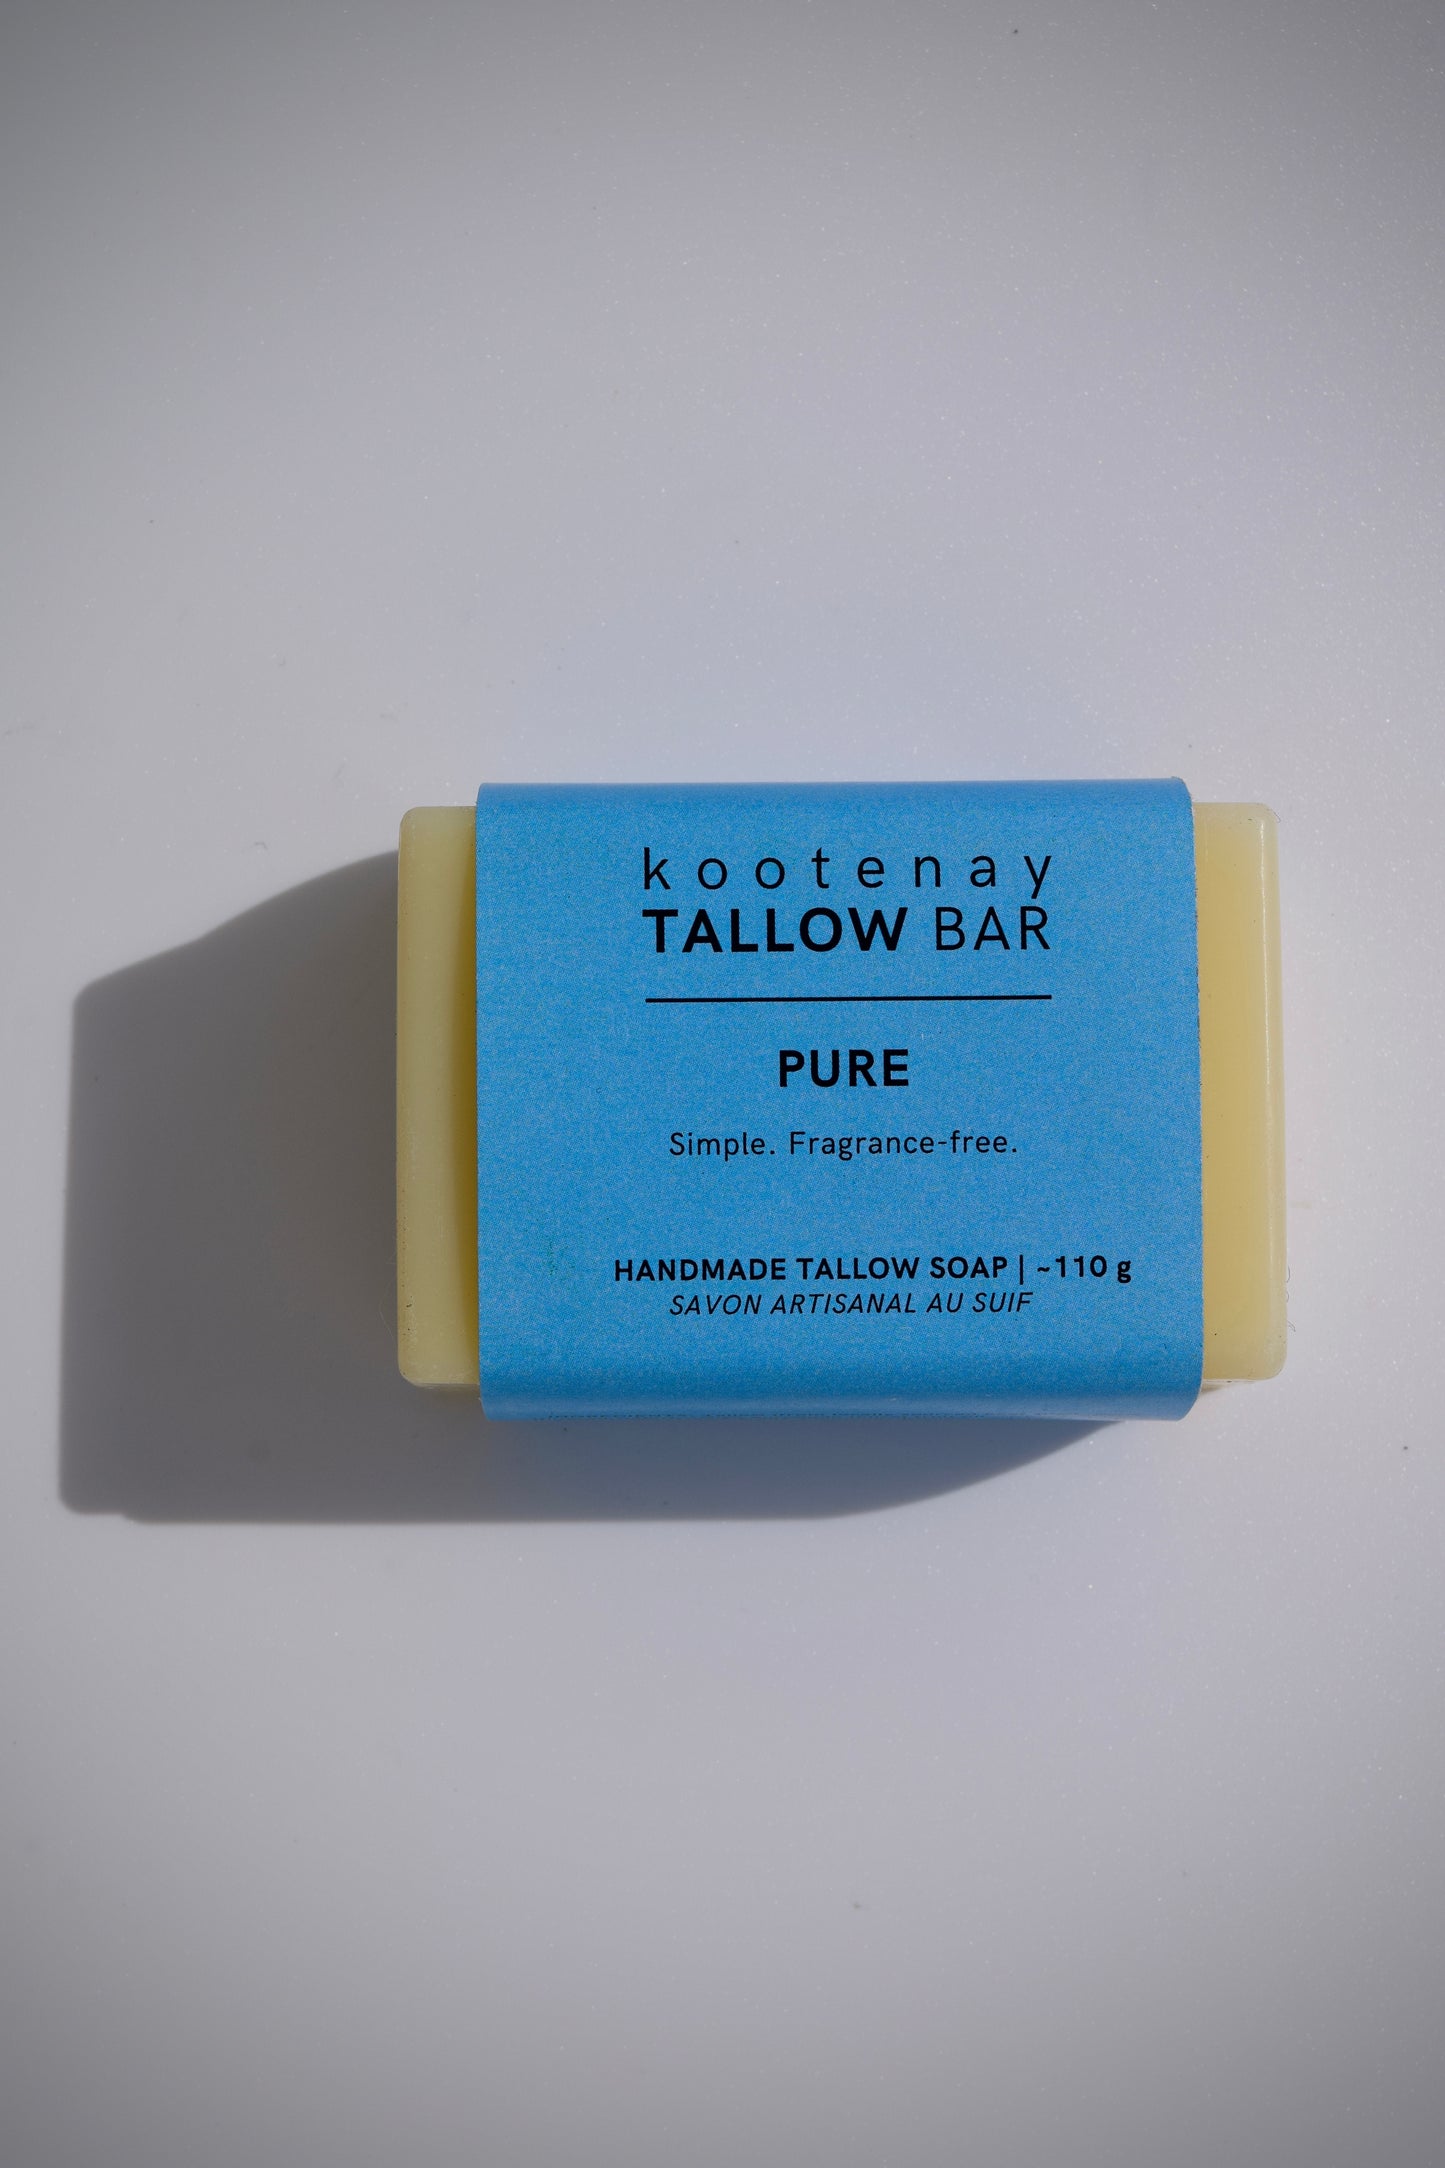 kootenay
TALLOW BAR
PURE
Simple. Fragrance-free.
HANDMADE TALLOW SOAP | ~110 g
SAVON ARTISANAL AU SUIF